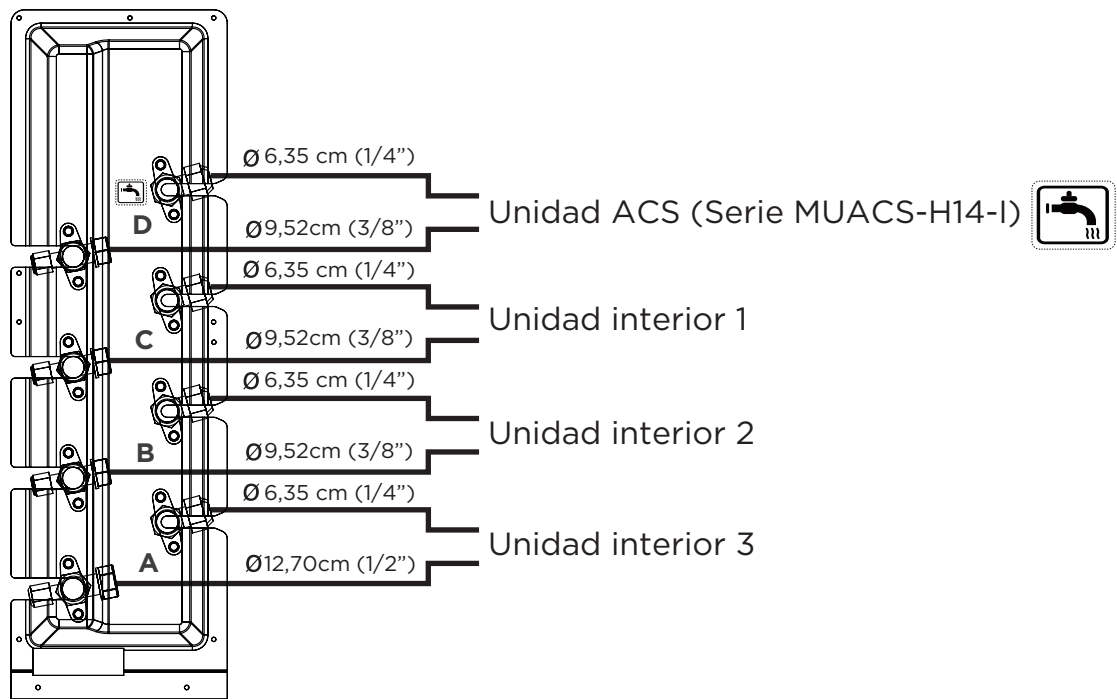 Ø 6,35 cm (1/4”)
Unidad ACS (Serie MUACS-H14-I)
D
Ø9,52cm (3/8”)
Ø 6,35 cm (1/4”)
Unidad interior 1
C
Ø9,52cm (3/8”)
Ø 6,35 cm (1/4”)
Unidad interior 2
B
Ø9,52cm (3/8”)
Ø 6,35 cm (1/4”)
Unidad interior 3
A
Ø12,70cm (1/2”)